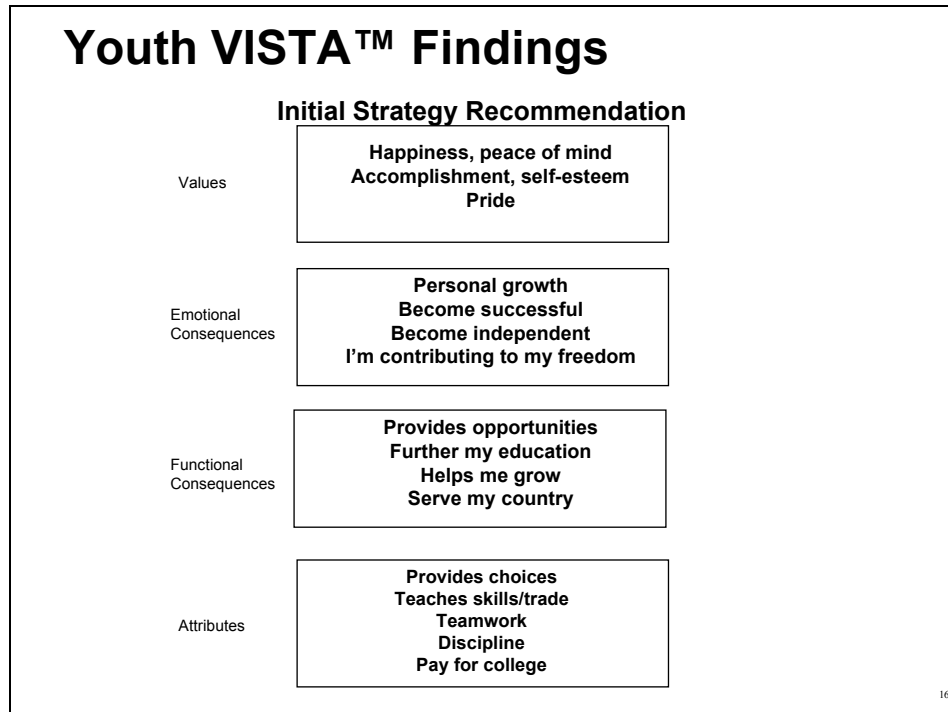 Youth VISTA™ Findings
Initial Strategy Recommendation
Values
Happiness, peace of mind
Accomplishment, self-esteem
Pride
Emotional
Consequences
Personal growth
Become successful
Become independent
I'm contributing to my freedom
Functional
Consequences
Provides opportunities
Further my education
Helps me grow
Serve my country
Attributes
Provides choices
Teaches skills/trade
Teamwork
Discipline
Pay for college
16